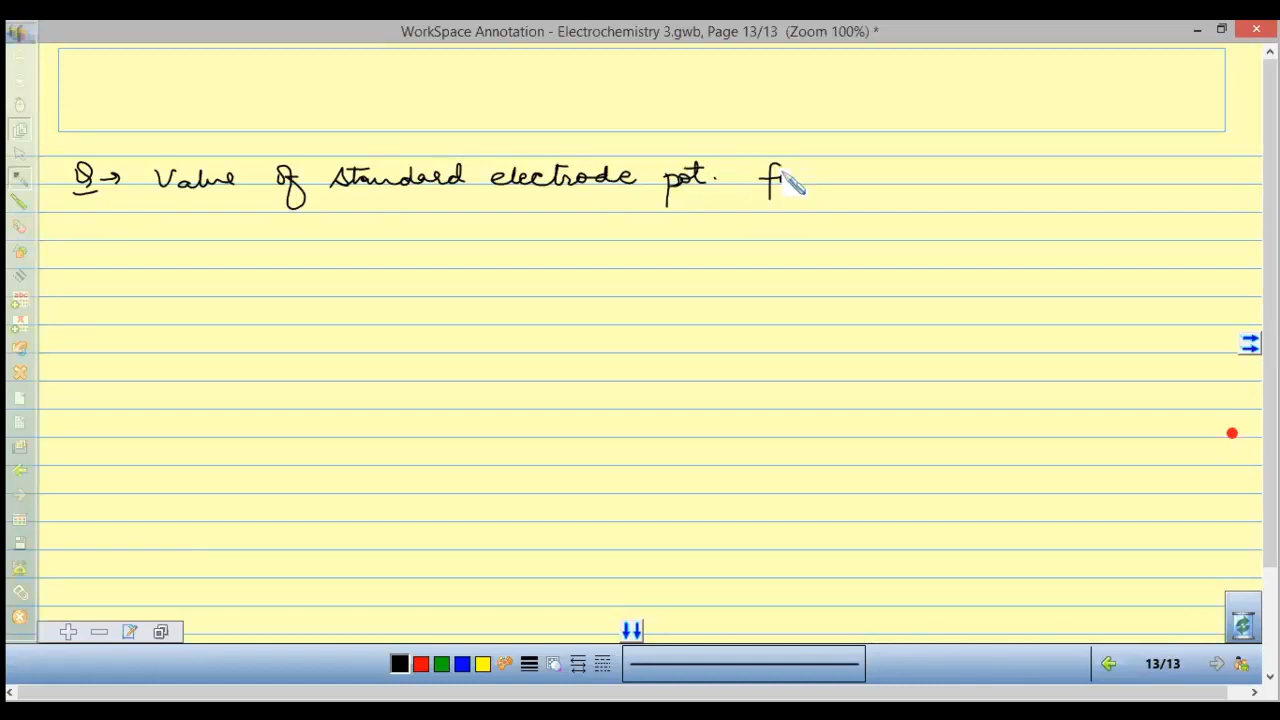 WorkSpace Annotation - Electrochemistry 3.gwb, Page 13/13 (Zoom 100%) *
Q→ Value of standard electrode pot.
13/13